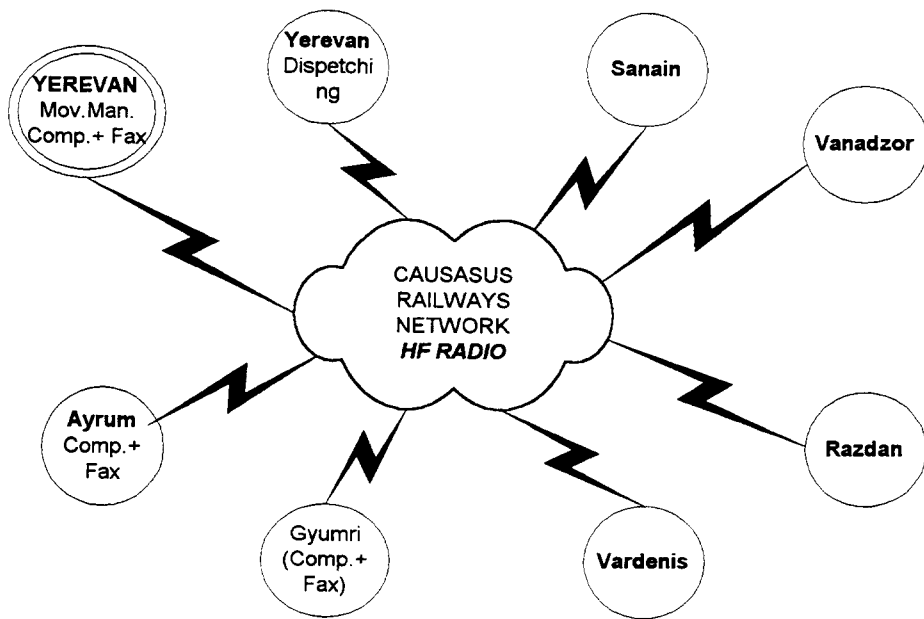 YEREVAN
Mov.Man.
Comp.+ Fax
Yerevan
Dispetchi
ng
Sanain
Vanadzor
CAUSASUS
RAILWAYS
NETWORK
HF RADIO
Ayrum
Comp.+
Fax
Gyumri
(Comp.+
Fax)
Vardenis
Razdan